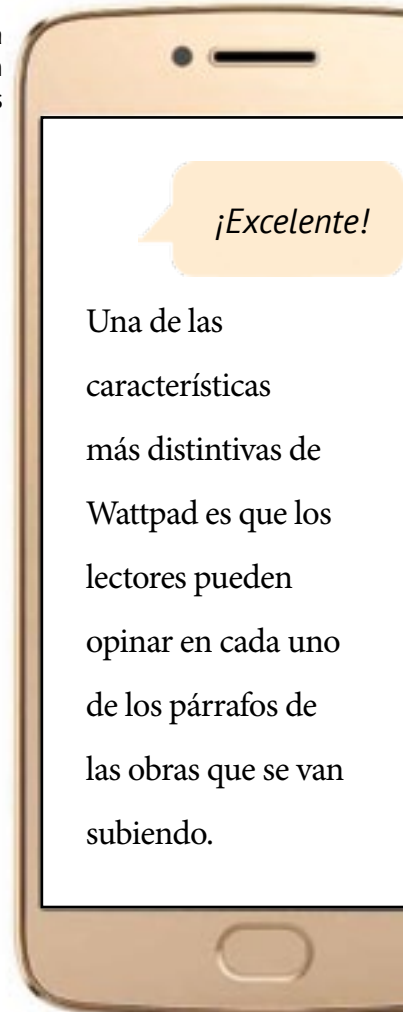 ¡Excelente!
Una de las
características
más distintivas de
Wattpad es que los
lectores pueden
opinar en cada uno
de los párrafos de
las obras que se van
subiendo.